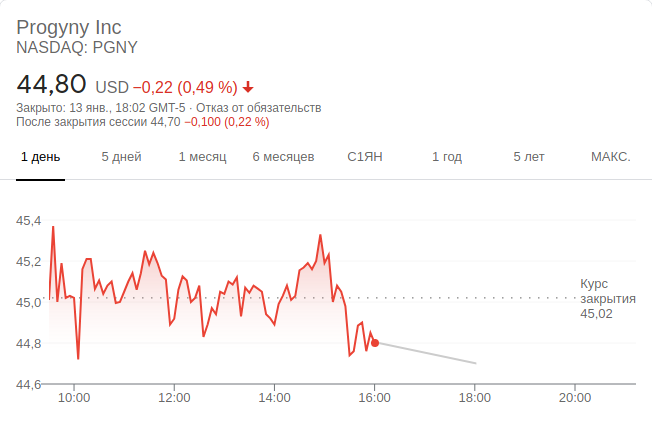 Progyny Inc
NASDAQ: PGNY
44,80 USD −0,22 (0,49 %)
Закрыто: 13 янв., 18:02 GMT-5 · Отказ от обязательств
После закрытия сессии 44,70 −0,100 (0,22 %)
1 день 5 дней 1 месяц 6 месяцев С1ЯН 1 год 5 лет МАКС.
45,4
45,2
45,0
44,8
44,6
Курс
закрытия
45,02
10:00 12:00 14:00 16:00 18:00 20:00